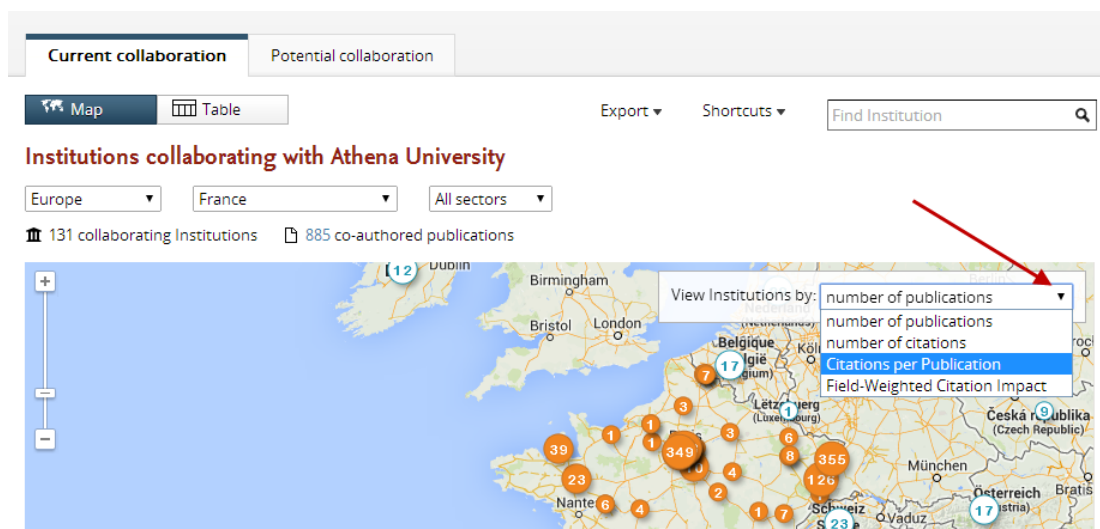 Current collaboration
Potential collaboration
Map
Table
Export
Shortcuts
Find Institution
Institutions collaborating with Athena University
Europe
France
All sectors
131 collaborating Institutions
885 co-authored publications
View Institutions by:
number of publications
number of publications
number of citations
Citations per Publication
Field-Weighted Citation Impact
12
Dublin
Birmingham
Bristol
London
Nederland
(Netherlands)
Belgique
17
7
3
1
1
1
3
6
8
39
349
4
355
126
23
2
Nantes
6
4
1
7
1
Česká republika
(Czech Republic)
9
München
Österreich
17
Schweiz
23
Vaduz